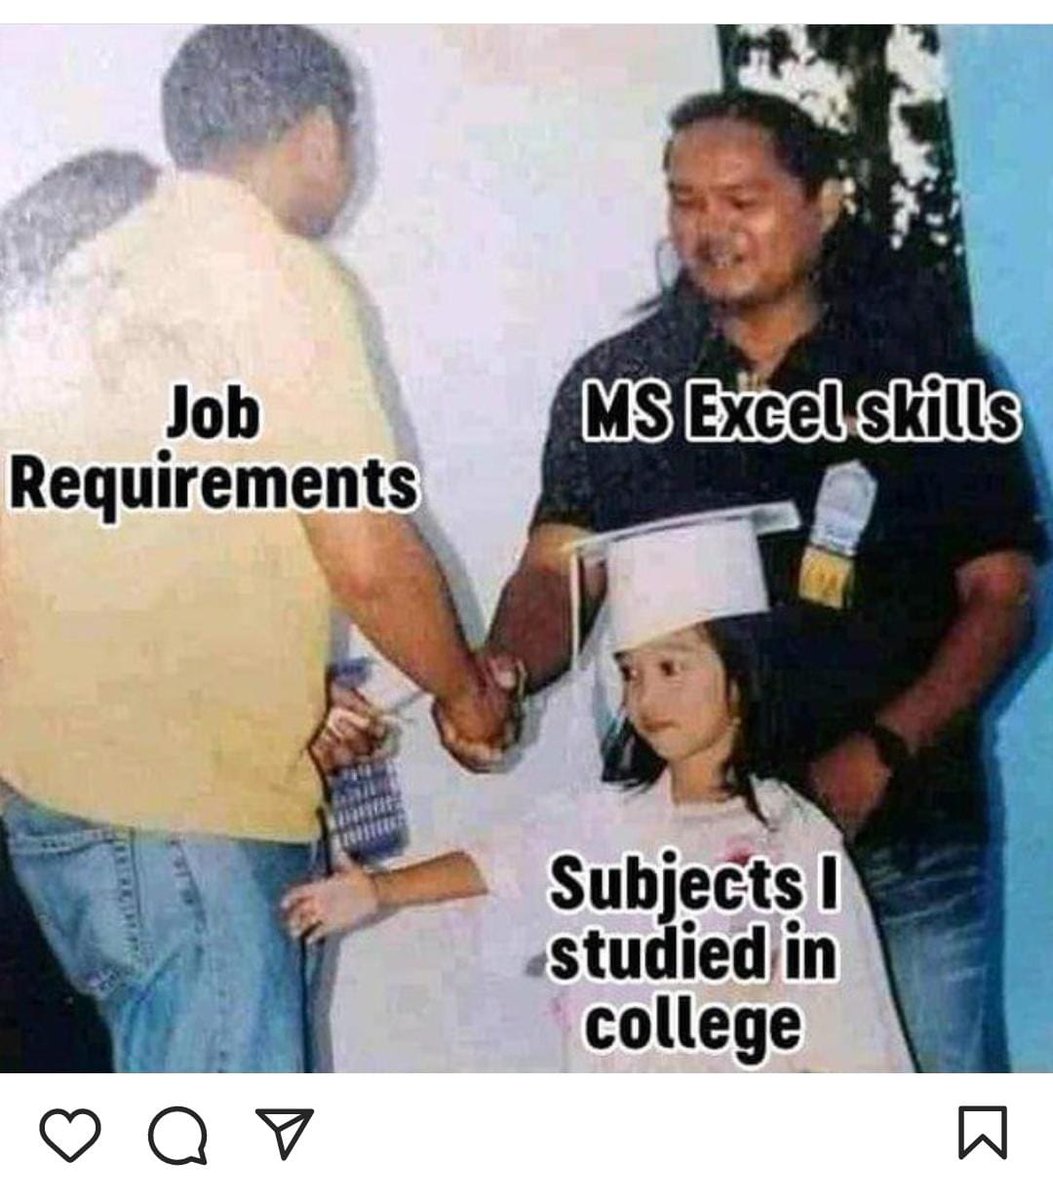 Job
Requirements
MS Excel skills
Subjects I
studied in
college